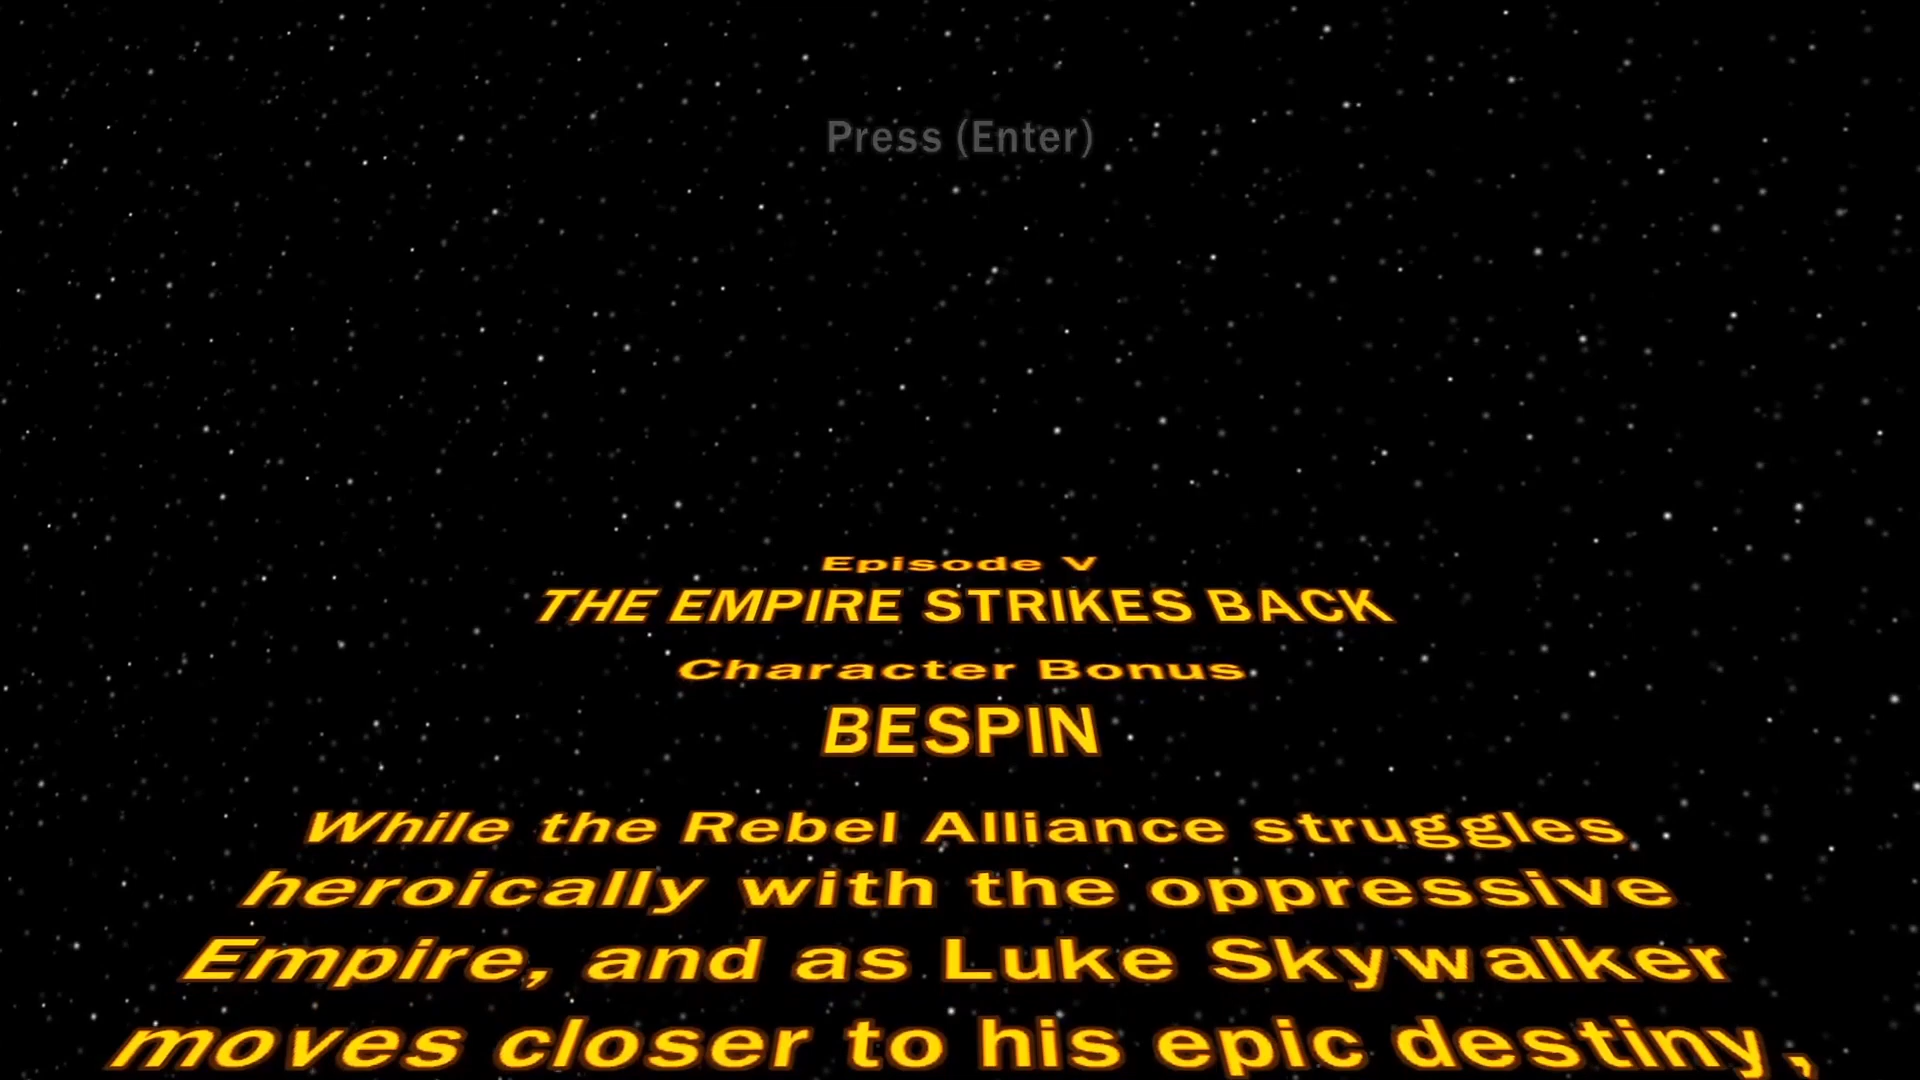 Press (Enter)
Episode V
THE EMPIRE STRIKES BACK
Character Bonus
BESPIN
While the Rebel Alliance struggles
heroically with the oppressive
Empire, and as Luke Skywalker
moves closer to his epic destiny,